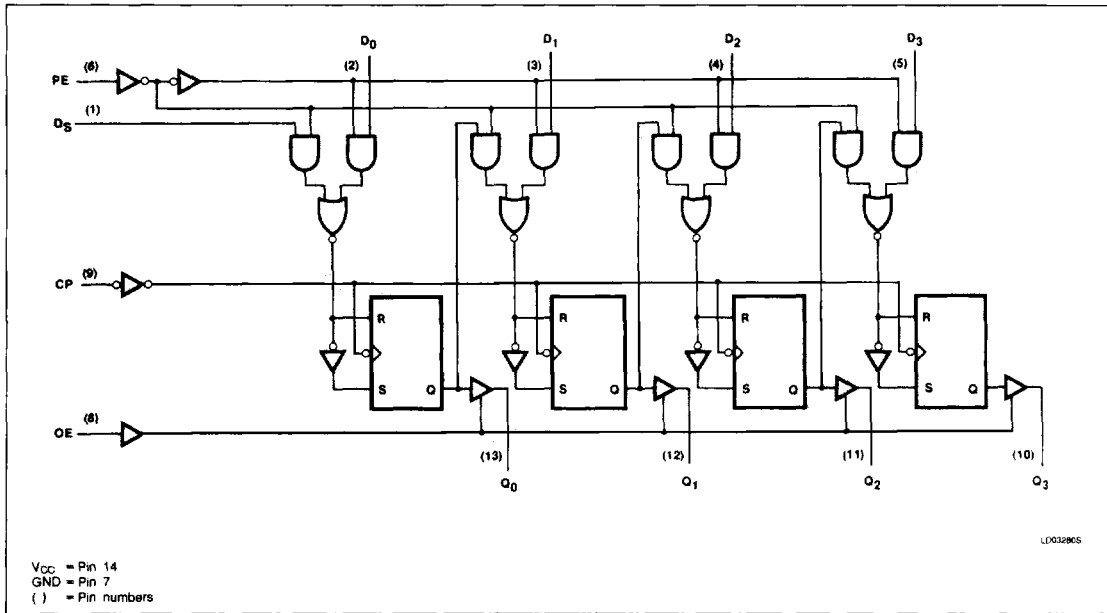 D0 D1 D2 D3
PE (6) (2) (3) (4) (5)
DS (1)
CP (9)
R R R R
S Q S Q S Q S Q
OE (8)
(13) (12) (11) (10)
Q0 Q1 Q2 Q3
LD03280S
VCC = Pin 14
GND = Pin 7
( ) = Pin numbers